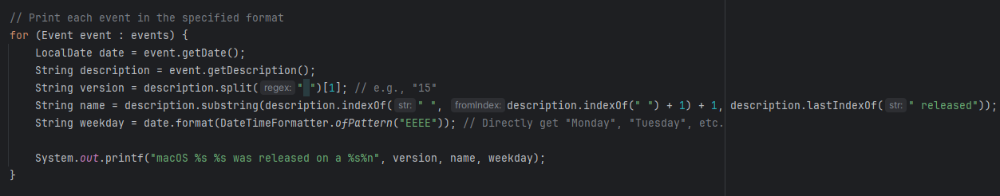 // Print each event in the specified format
for (Event event : events) {
    LocalDate date = event.getDate();
    String description = event.getDescription();
    String version = description.split( regex: " ")[1]; // e.g., "15"
    String name = description.substring(description.indexOf( str: " ", fromIndex: description.indexOf(" ") + 1) + 1, description.lastIndexOf( str: " released"));
    String weekday = date.format(DateTimeFormatter.ofPattern("EEEE")); // Directly get "Monday", "Tuesday", etc.
    System.out.printf("macOS %s %s was released on a %s%n", version, name, weekday);
}